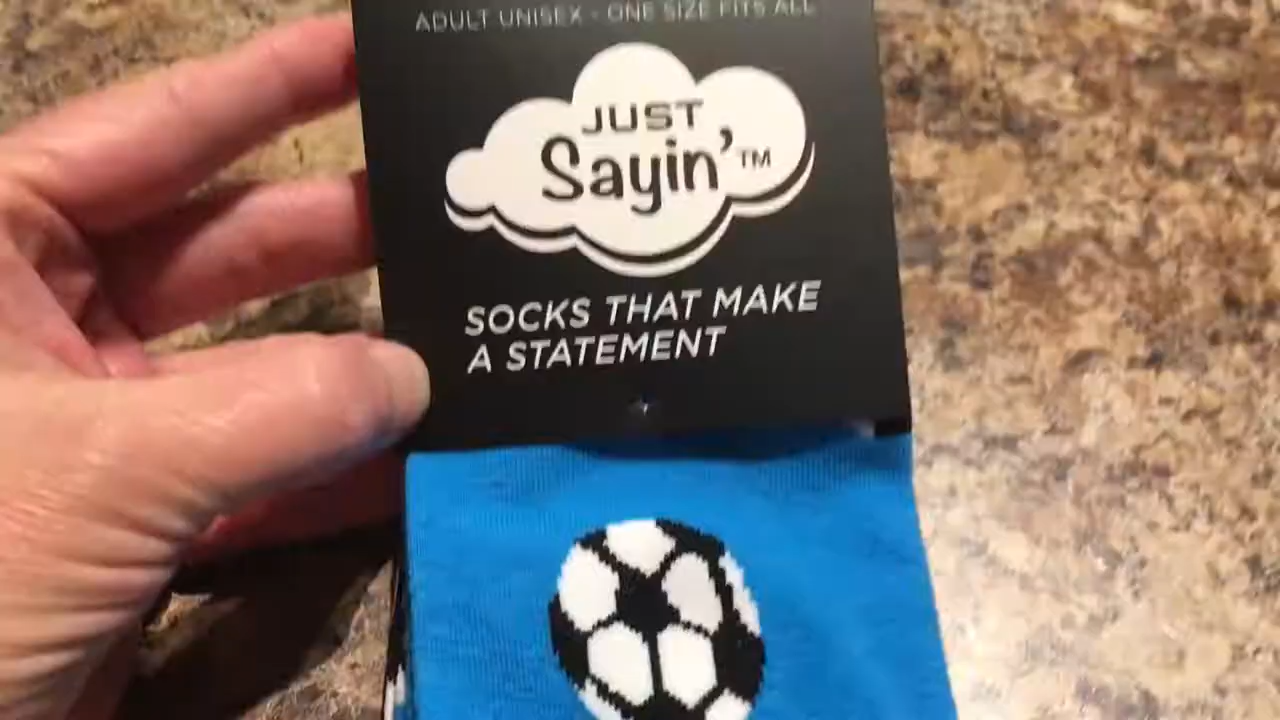 ADULT UNISEX - ONE SIZE FITS ALL
JUST
Sayin'™
SOCKS THAT MAKE
A STATEMENT